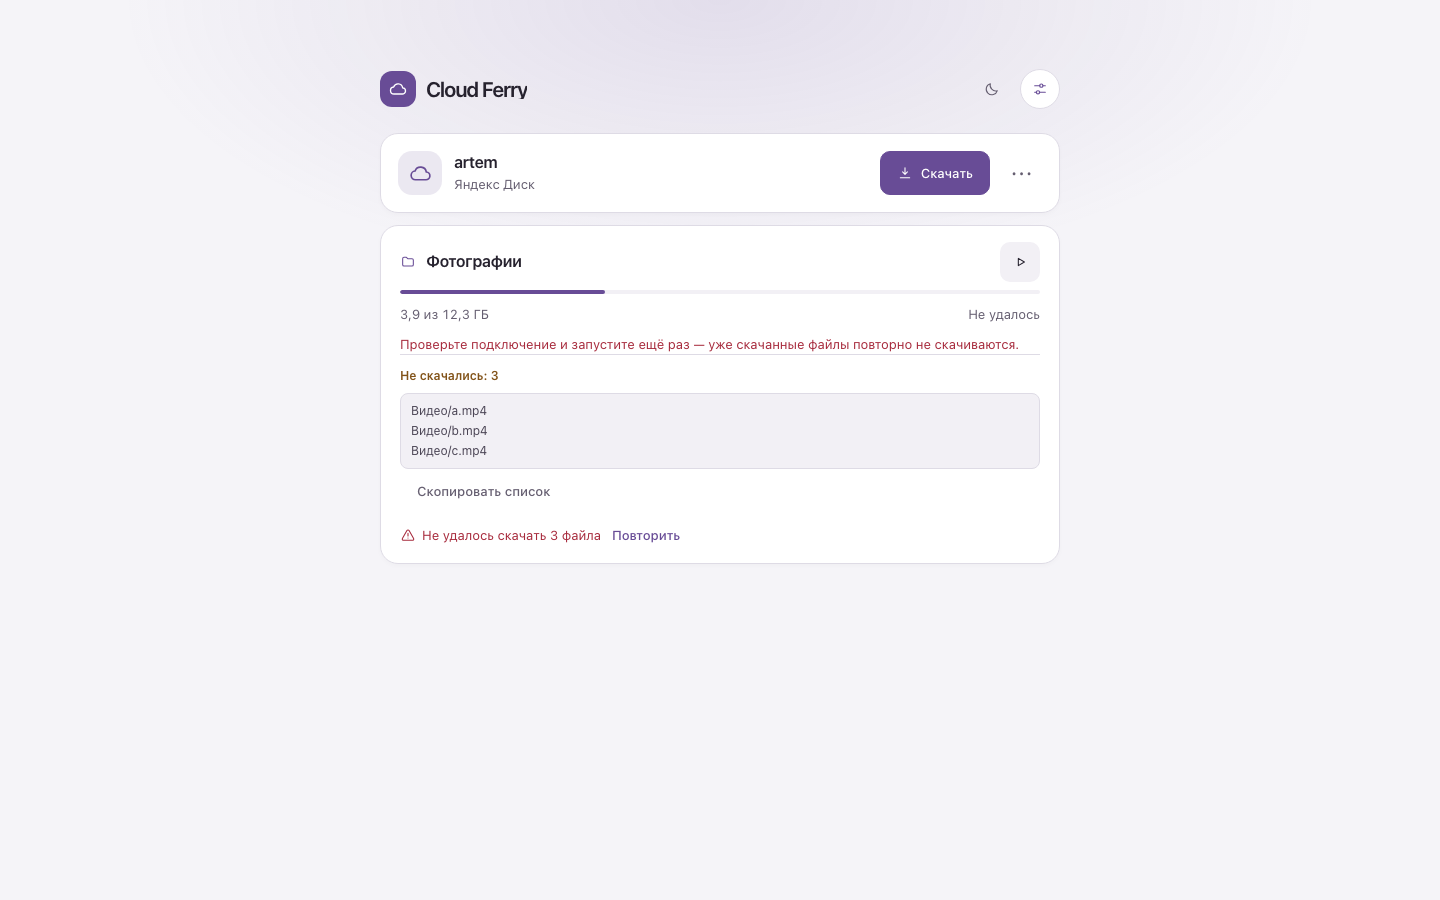 Cloud Ferry
artem
Яндекс Диск
Скачать
Фотографии
3,9 из 12,3 ГБ
Не удалось
Проверьте подключение и запустите ещё раз — уже скачанные файлы повторно не скачиваются.
Не скачались: 3
Видео/a.mp4
Видео/b.mp4
Видео/c.mp4
Скопировать список
Не удалось скачать 3 файла Повторить